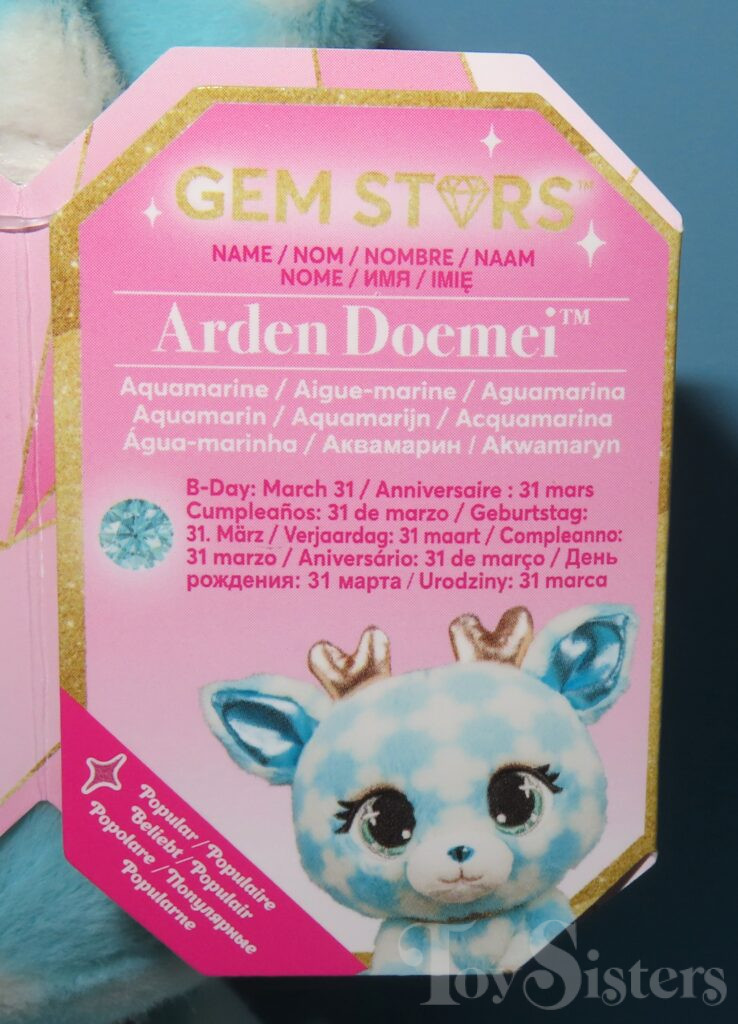 GEM STARS™
NAME / NOM / NOMBRE / NAAM
NOME / ИМЯ / IMIĘ
Arden Doemei™
Aquamarine / Aigue-marine / Aguamarina
Aquamarin / Aquamarijn / Acquamarina
Água-marinha / Аквамарин / Akwamaryn
B-Day: March 31 / Anniversaire : 31 mars
Cumpleaños: 31 de marzo / Geburtstag:
31. März / Verjaardag: 31 maart / Compleanno:
31 marzo / Aniversário: 31 de março / День
рождения: 31 марта / Urodziny: 31 marca
Popular / Populaire
Beliebt / Populair
Popolare / Популярные
Popularne
ToySisters